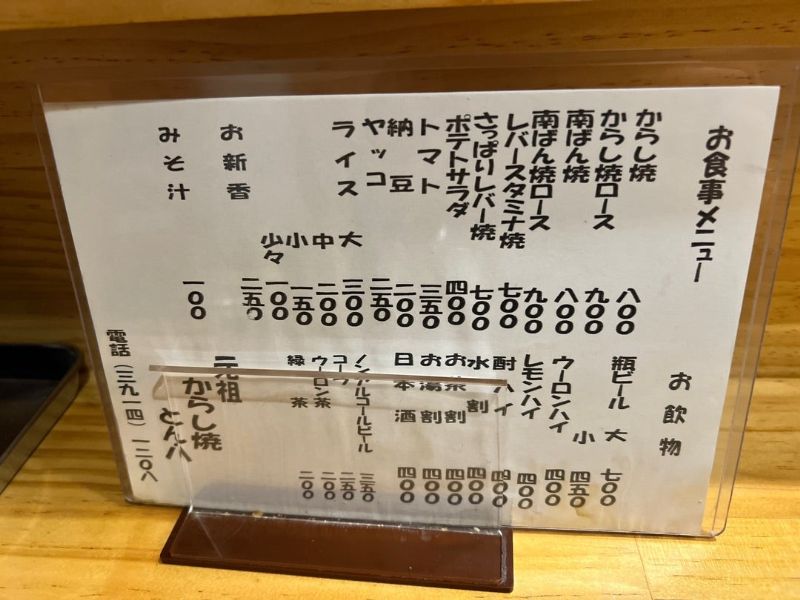 お食事メニュー
からし焼 八〇〇
からし焼ロース 九〇〇
南ばん焼 八〇〇
南ばん焼ロース 九〇〇
レバースタミナ焼 七〇〇
さっぱりレバー焼 七〇〇
ポテトサラダ 四〇〇
トマト 三五〇
納豆 二〇〇
ヤッコ 二五〇
ライス 大 三〇〇
中 二〇〇
小 一五〇
少々 一〇〇
お新香 二五〇
みそ汁 一〇〇
お飲物
瓶ビール 大 七〇〇
小 四五〇
ウーロンハイ 四〇〇
レモンハイ 四〇〇
酎ハイ 四〇〇
水割 四〇〇
お茶割 四〇〇
お湯割 四〇〇
日本酒 四〇〇
ノンアルコールビール 三五〇
コーラ 二五〇
ウーロン茶 二〇〇
緑茶 二〇〇
元祖
からし焼
とん八
電話(三九一四)一二〇八